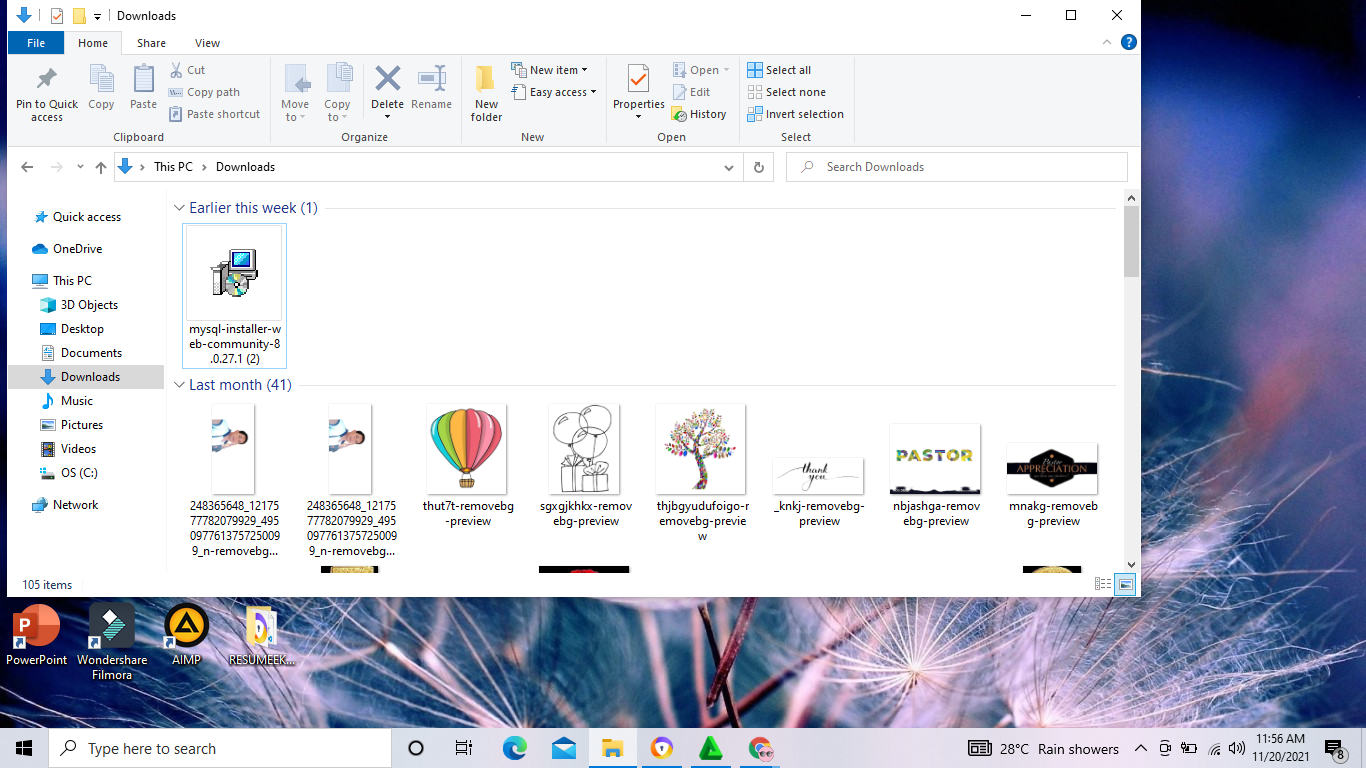 Downloads
File Home Share View
Pin to Quick access
Copy
Paste
Cut
Copy path
Paste shortcut
Clipboard
Move to
Copy to
Delete
Rename
Organize
New folder
New item
Easy access
New
Properties
Open
Edit
History
Open
Select all
Select none
Invert selection
Select
This PC > Downloads
Search Downloads
Quick access
OneDrive
This PC
3D Objects
Desktop
Documents
Downloads
Music
Pictures
Videos
OS (C:)
Network
Earlier this week (1)
mysql-installer-w
eb-community-8
.0.27.1 (2)
Last month (41)
thank
you
PASTOR
Pastor
APPRECIATION
248365648_12175
77782079929_495
097761375725000
9_n-removebg...
248365648_12175
77782079929_495
097761375725000
9_n-removebg...
thut7t-removebg
-preview
sgxgjkhkx-remov
ebg-preview
thjbgyudufoigo-r
emovebg-previe
w
_knkj-removebg-
preview
nbjashga-remov
ebg-preview
mnakg-removeb
g-preview
105 items
PowerPoint
Wondershare
Filmora
AIMP
RESUMEEK...
Type here to search
28°C Rain showers
11:56 AM
11/20/2021
8